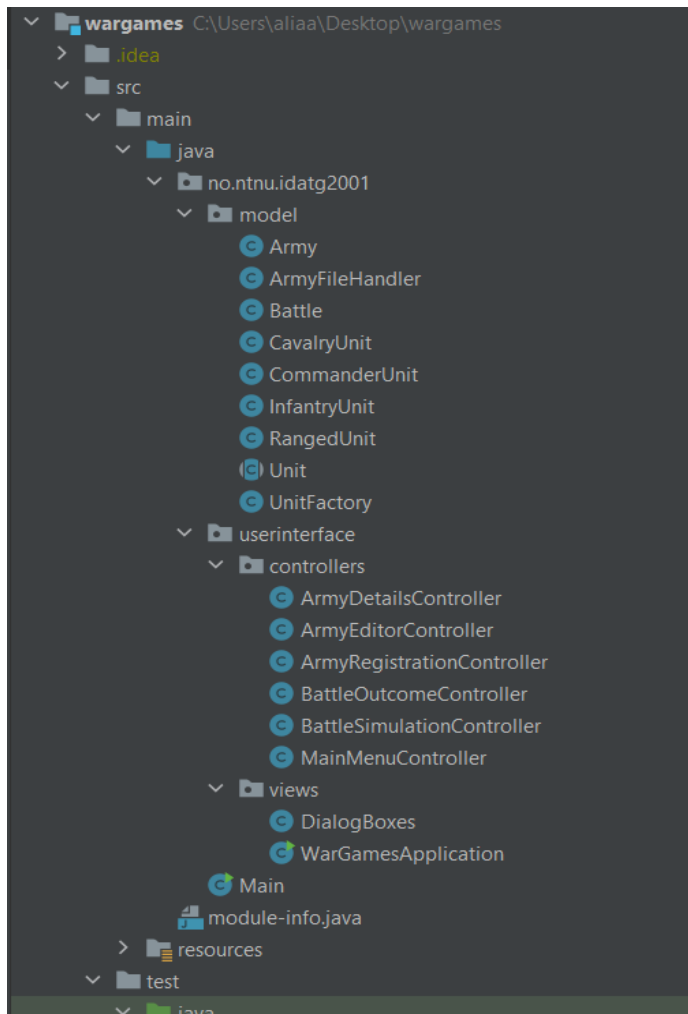 wargames C:\Users\aliaa\Desktop\wargames
.idea
src
main
java
no.ntnu.idatg2001
model
Army
ArmyFileHandler
Battle
CavalryUnit
CommanderUnit
InfantryUnit
RangedUnit
Unit
UnitFactory
userinterface
controllers
ArmyDetailsController
ArmyEditorController
ArmyRegistrationController
BattleOutcomeController
BattleSimulationController
MainMenuController
views
DialogBoxes
WarGamesApplication
Main
module-info.java
resources
test
java